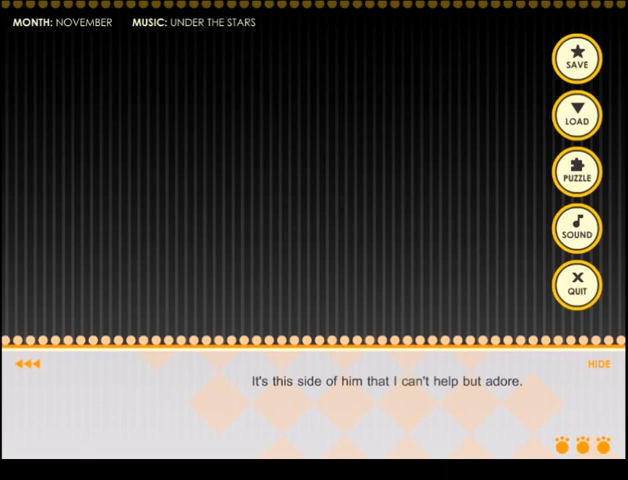 MONTH: NOVEMBER MUSIC: UNDER THE STARS
SAVE
LOAD
PUZZLE
SOUND
QUIT
HIDE
It's this side of him that I can't help but adore.